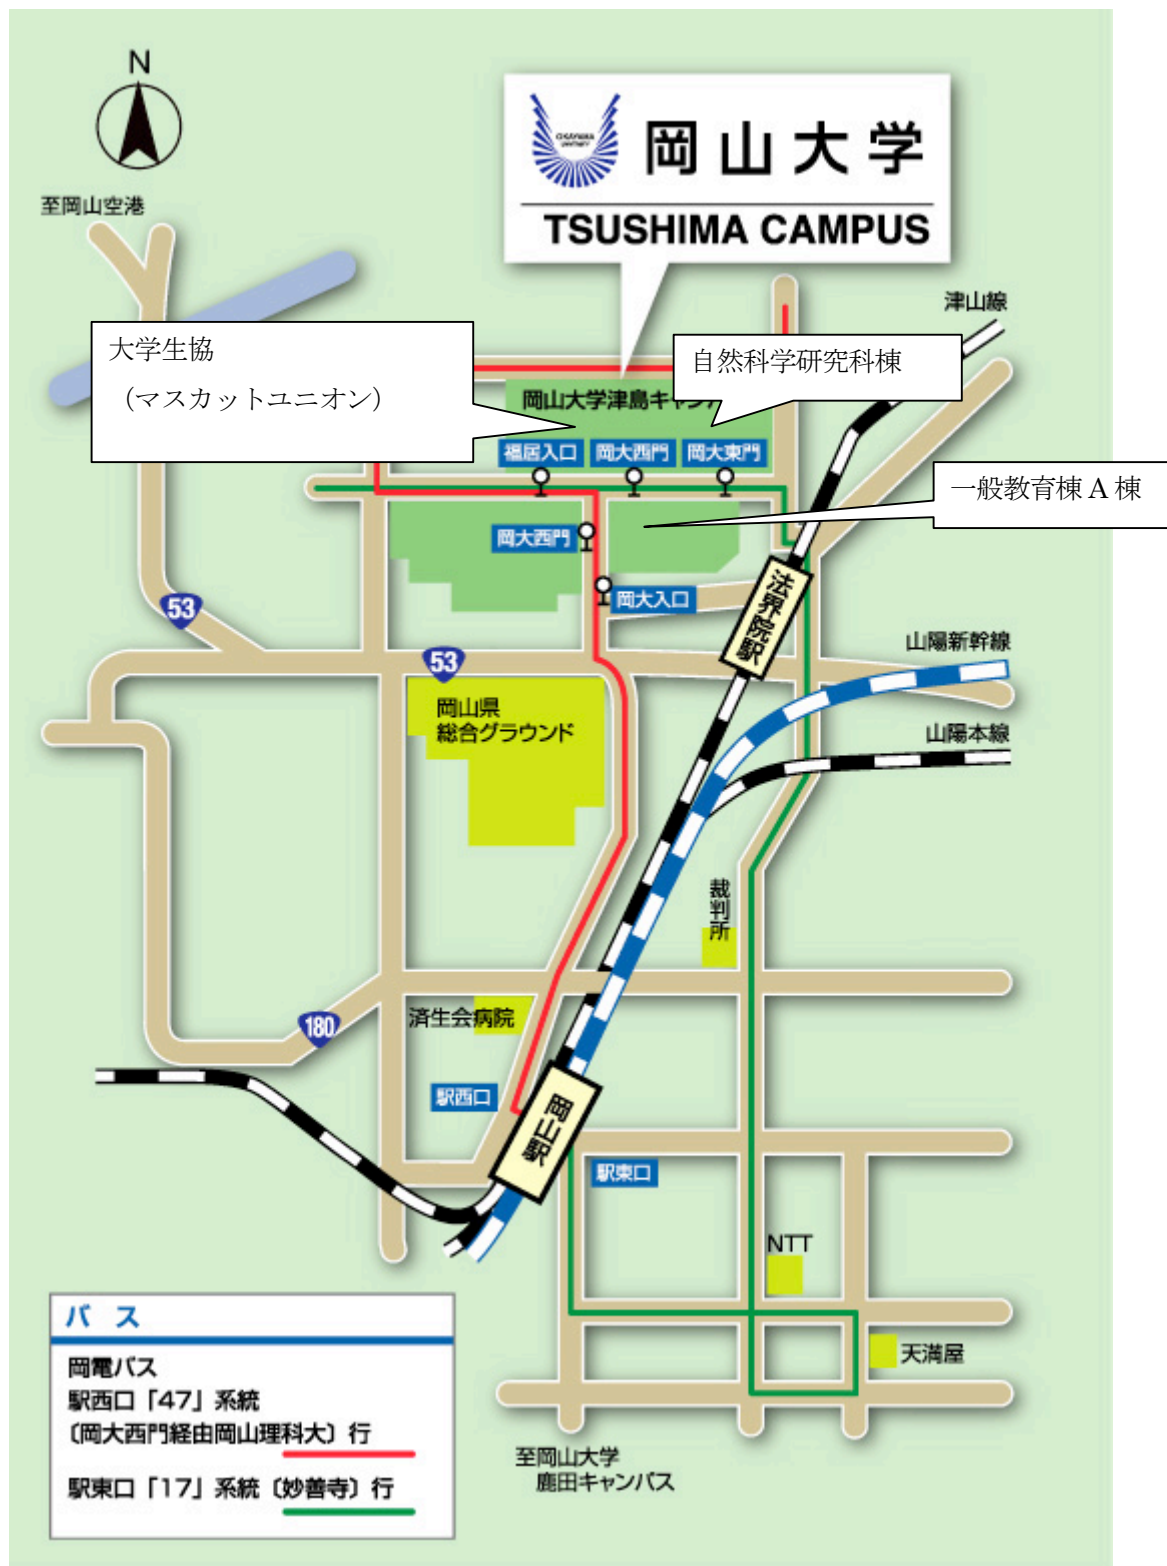 N
至岡山空港
OKAYAMA
UNIVERSITY
岡山大学
TSUSHIMA CAMPUS
津山線
大学生協
（マスカットユニオン）
自然科学研究科棟
岡大津島キャン
福居入口
岡大西門
岡大東門
一般教育棟 A 棟
岡大西門
岡大入口
法界院駅
53
53
山陽新幹線
岡山県
総合グラウンド
山陽本線
裁判所
済生会病院
180
駅西口
岡山駅
駅東口
NTT
バス
岡電バス
駅西口「47」系統
〔岡大西門経由岡山理科大〕行
駅東口「17」系統〔妙善寺〕行
天満屋
至岡山大学
鹿田キャンパス